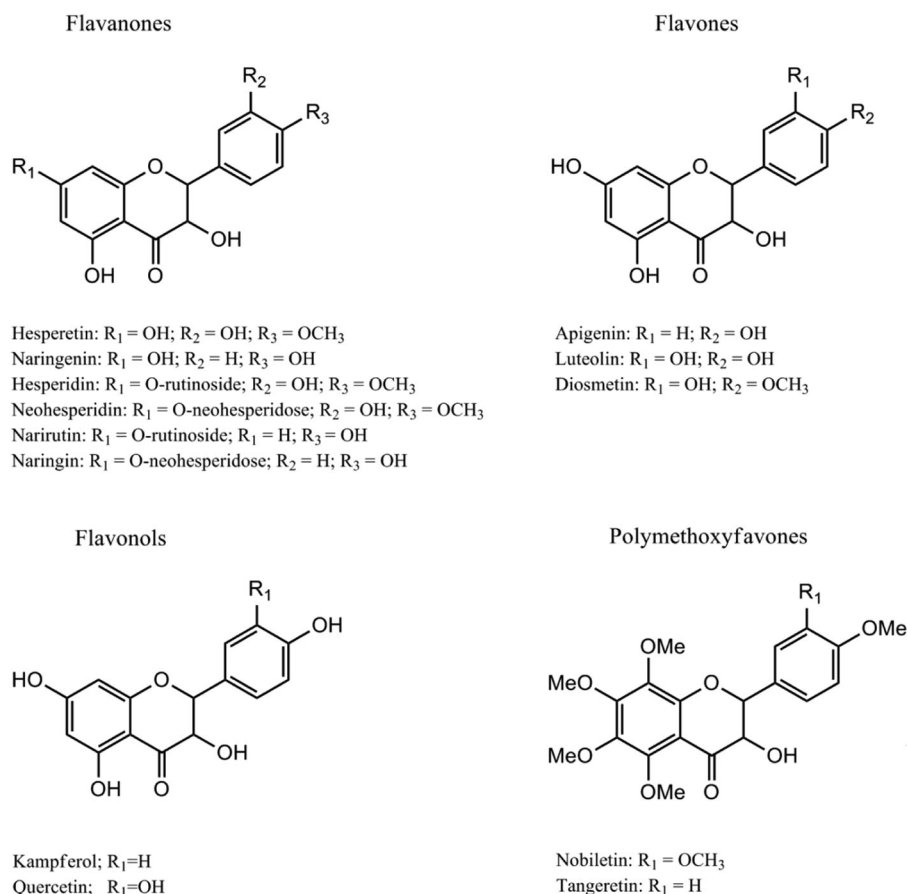 Flavanones
R2
R3
R1
O
OH
OH
O
Hesperetin: R1 = OH; R2 = OH; R3 = OCH3
Naringenin: R1 = OH; R2 = H; R3 = OH
Hesperidin: R1 = O-rutinoside; R2 = OH; R3 = OCH3
Neohesperidin: R1 = O-neohesperidose; R2 = OH; R3 = OCH3
Narirutin: R1 = O-rutinoside; R1 = H; R3 = OH
Naringin: R1 = O-neohesperidose; R2 = H; R3 = OH
Flavones
R1
R2
HO
O
OH
OH
O
Apigenin: R1 = H; R2 = OH
Luteolin: R1 = OH; R2 = OH
Diosmetin: R1 = OH; R2 = OCH3
Flavonols
R1
OH
HO
O
OH
OH
O
Kampferol; R1=H
Quercetin; R1=OH
Polymethoxyfavones
R1
OMe
OMe
MeO
O
MeO
OH
OMe
O
Nobiletin: R1 = OCH3
Tangeretin: R1 = H